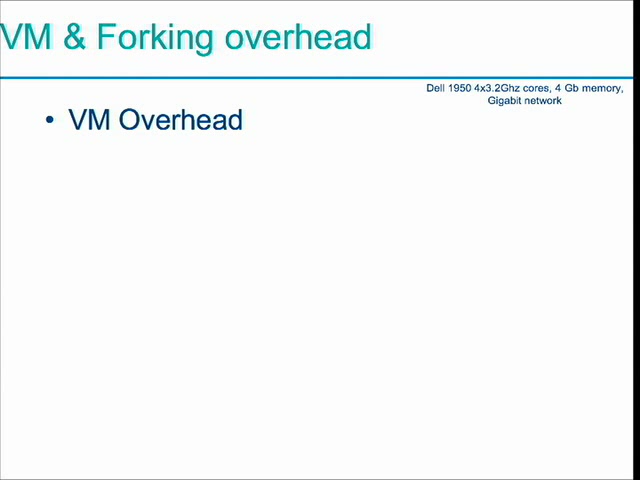 VM & Forking overhead
Dell 1950 4x3.2Ghz cores, 4 Gb memory,
Gigabit network
• VM Overhead